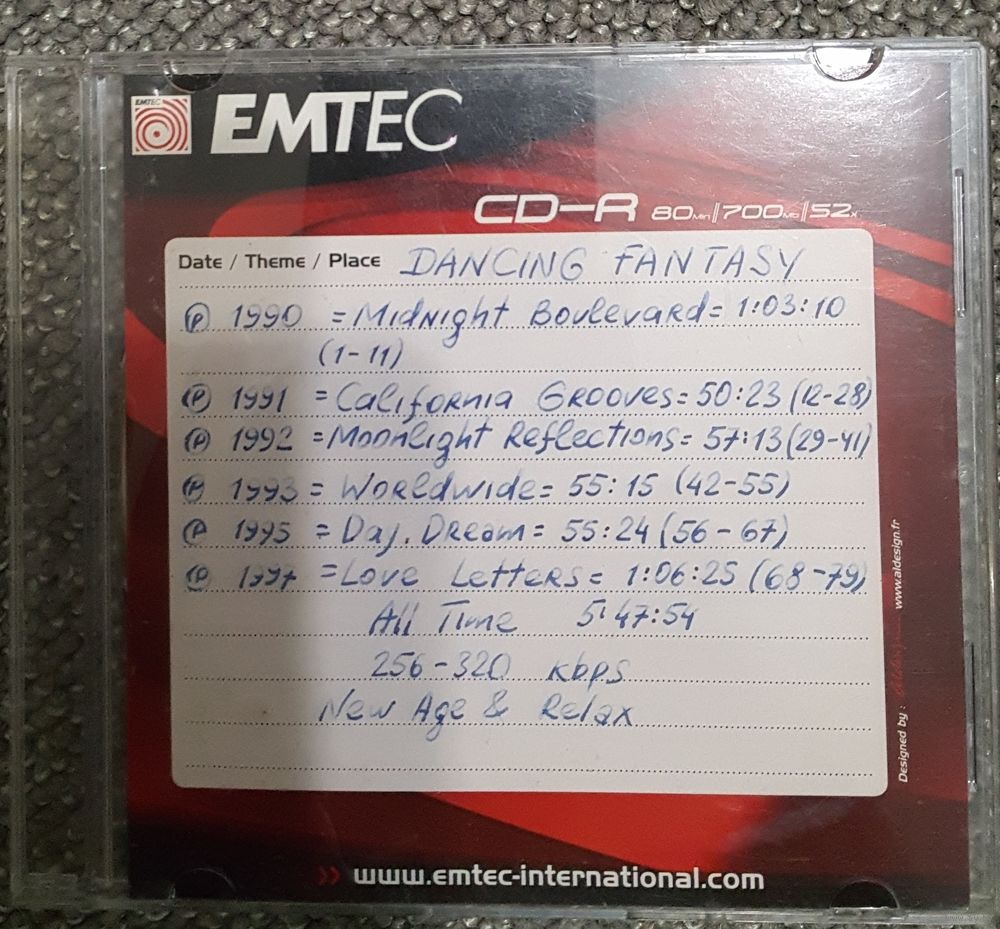 EMTEC
EMTEC
CD-R 80Min/700Mb/52x
Date / Theme / Place DANCING FANTASY
℗ 1990 = Midnight Boulevard = 1:03:10
(1-11)
℗ 1991 = California Grooves = 50:23 (12-28)
℗ 1992 = Moonlight Reflections = 57:13 (29-41)
℗ 1993 = Worldwide = 55:15 (42-55)
℗ 1995 = Day. Dream = 55:24 (56-67)
℗ 1997 = Love Letters = 1:06:25 (68-79)
All Time 5:47:54
256-320 kbps
New Age & Relax
Designed by : www.aldesign.fr
>> www.emtec-international.com